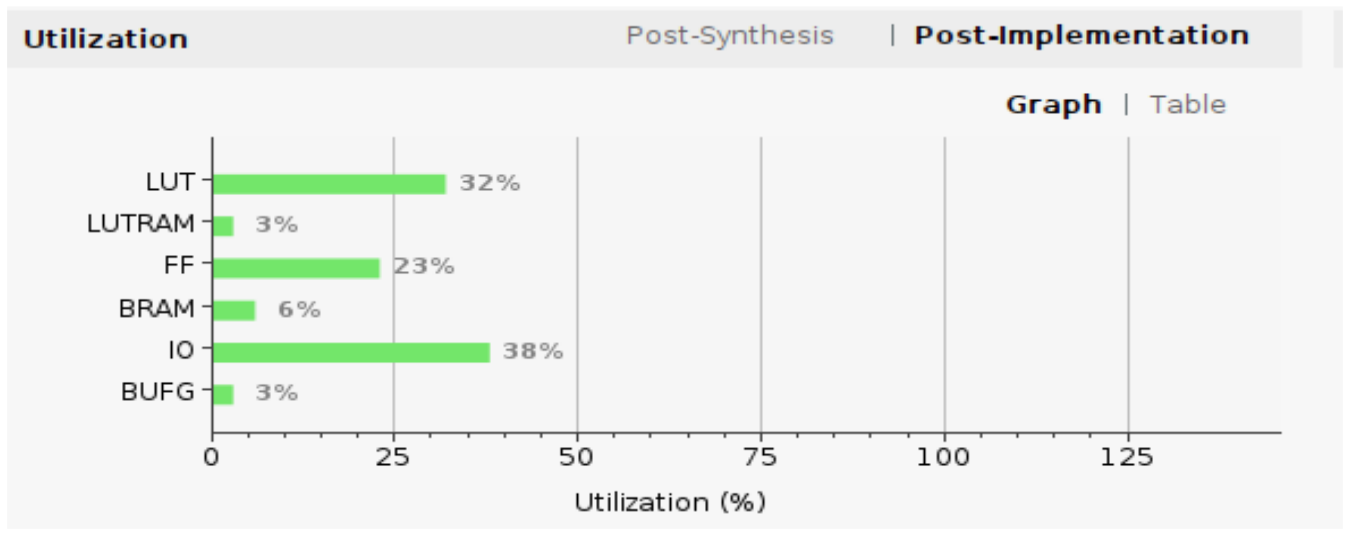 Utilization Post-Synthesis | Post-Implementation
Graph | Table
LUT 32%
LUTRAM 3%
FF 23%
BRAM 6%
IO 38%
BUFG 3%
0 25 50 75 100 125
Utilization (%)